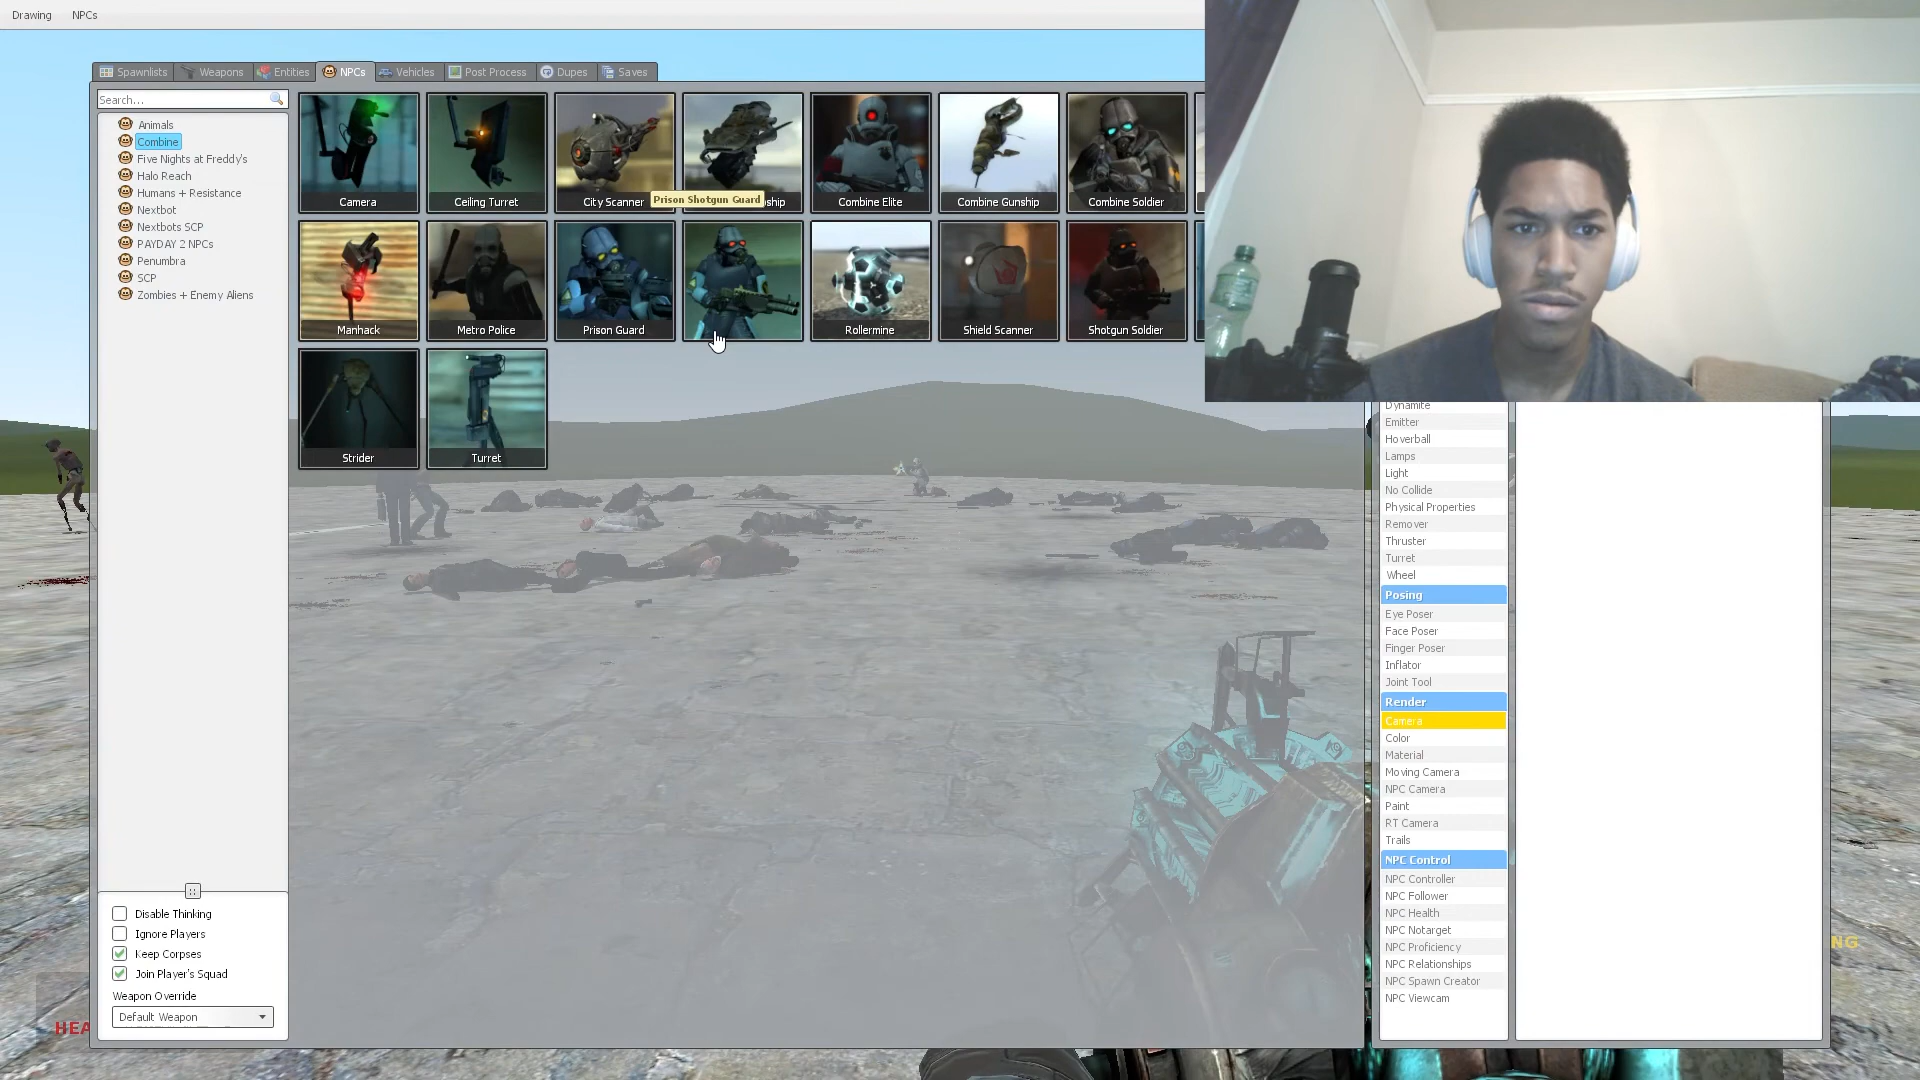 Drawing
NPCs
Spawnlists
Weapons
Entities
NPCs
Vehicles
Post Process
Dupes
Saves
Search...
Animals
Combine
Five Nights at Freddy's
Halo Reach
Humans + Resistance
Nextbot
Nextbots SCP
PAYDAY 2 NPCs
Penumbra
SCP
Zombies + Enemy Aliens
Camera
Ceiling Turret
City Scanner
ship
Combine Elite
Combine Gunship
Combine Soldier
Prison Shotgun Guard
Manhack
Metro Police
Prison Guard
Rollermine
Shield Scanner
Shotgun Soldier
Strider
Turret
Disable Thinking
Ignore Players
Keep Corpses
Join Player's Squad
Weapon Override
Default Weapon
Dynamite
Emitter
Hoverball
Lamps
Light
No Collide
Physical Properties
Remover
Thruster
Turret
Wheel
Posing
Eye Poser
Face Poser
Finger Poser
Inflator
Joint Tool
Render
Camera
Color
Material
Moving Camera
NPC Camera
Paint
RT Camera
Trails
NPC Control
NPC Controller
NPC Follower
NPC Health
NPC Notarget
NPC Proficiency
NPC Relationships
NPC Spawn Creator
NPC Viewcam
HEA
NG